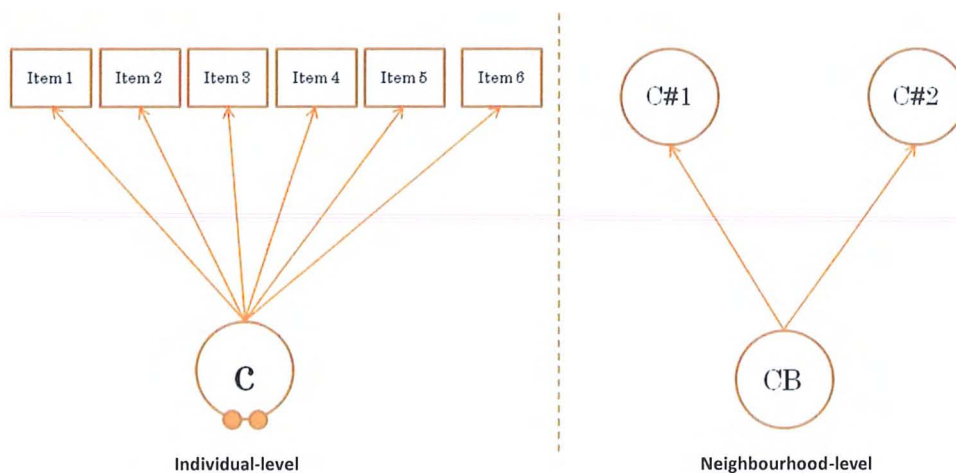 Item 1
Item 2
Item 3
Item 4
Item 5
Item 6
C
Individual-level
C#1
C#2
CB
Neighbourhood-level